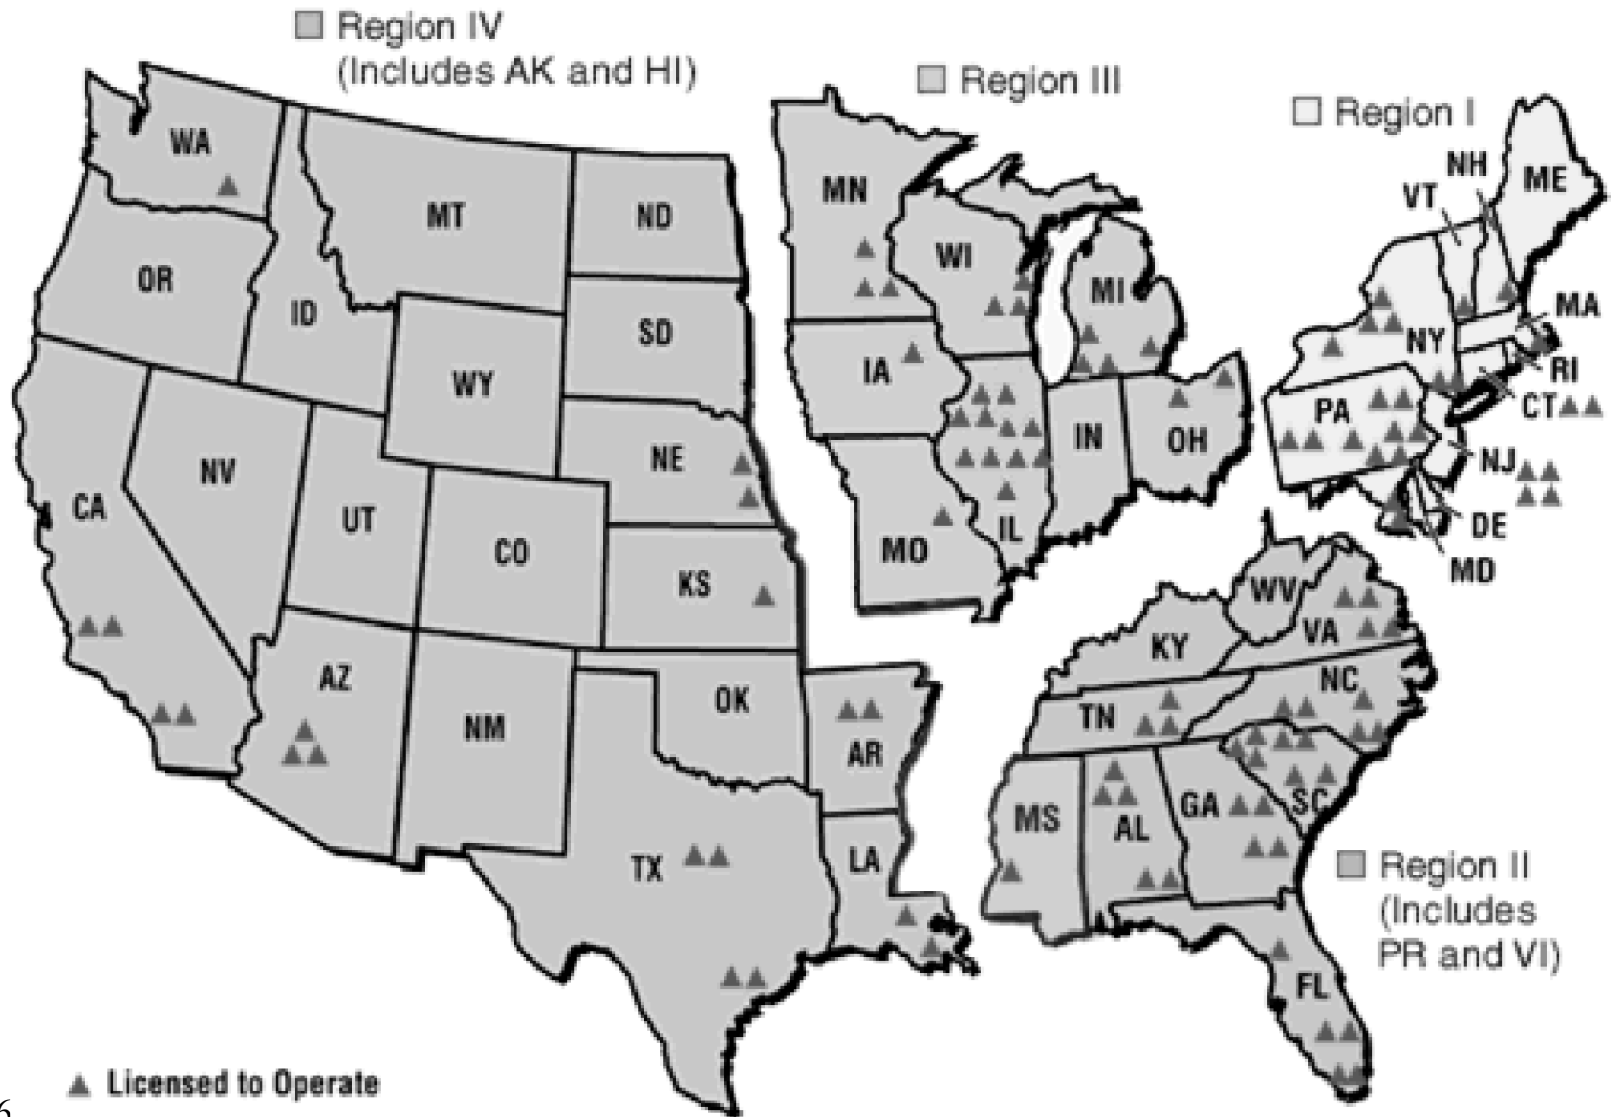 Region IV
(Includes AK and HI)
Region III
Region I
WA
MT
ND
OR
ID
SD
WY
NE
NV
CA
UT
CO
KS
AZ
NM
OK
AR
TX
LA
MN
WI
MI
IA
IN
OH
MO
IL
NH
ME
VT
MA
NY
RI
PA
CT
NJ
DE
MD
WV
KY
VA
NC
TN
MS
AL
GA
SC
FL
Region II
(Includes
PR and VI)
Licensed to Operate